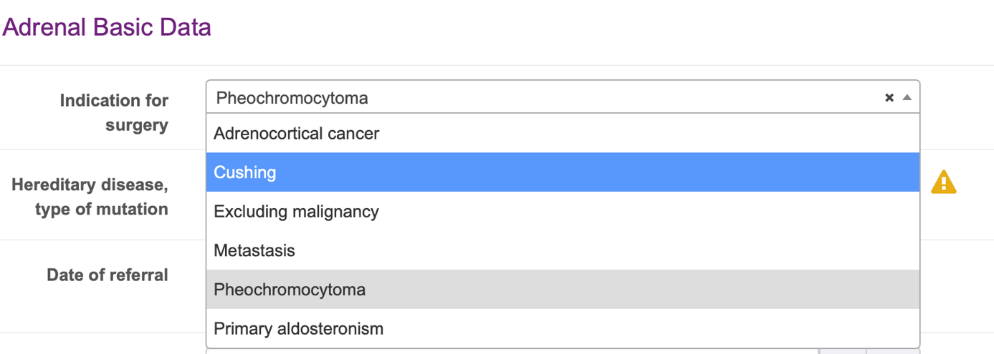 Adrenal Basic Data
Indication for
surgery
Pheochromocytoma
Adrenocortical cancer
Cushing
Excluding malignancy
Metastasis
Pheochromocytoma
Primary aldosteronism
Hereditary disease,
type of mutation
Date of referral